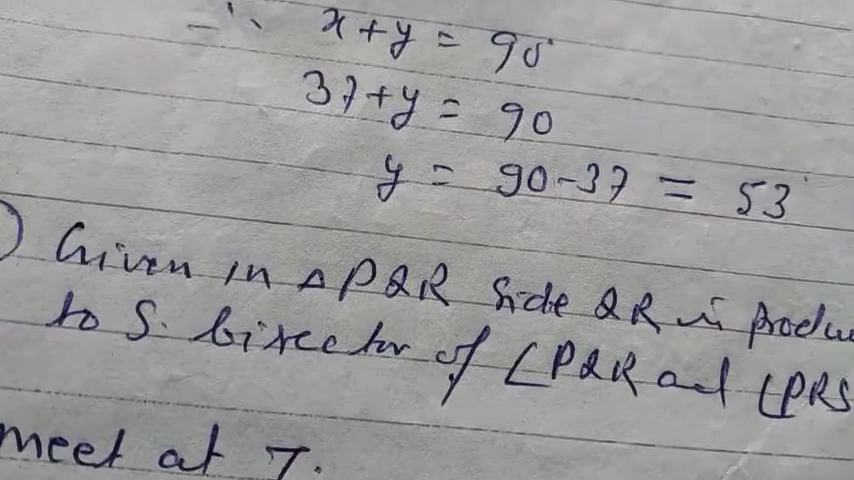 ∴ x + y = 90°
37 + y = 90
y = 90 - 37 = 53°
) Given in △PQR side QR is produ
to S. bisector of ∠PQR and ∠PRS
meet at T.